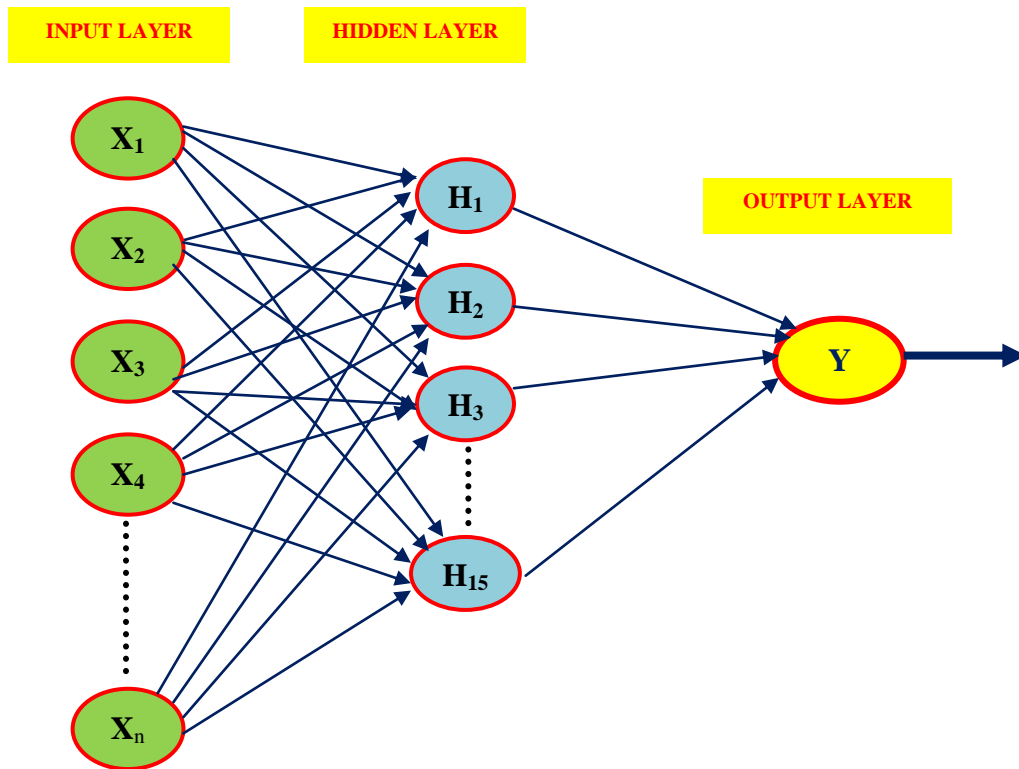 INPUT LAYER
HIDDEN LAYER
OUTPUT LAYER
X₁
X₂
X₃
X₄
Xₙ
H₁
H₂
H₃
H₁₅
Y